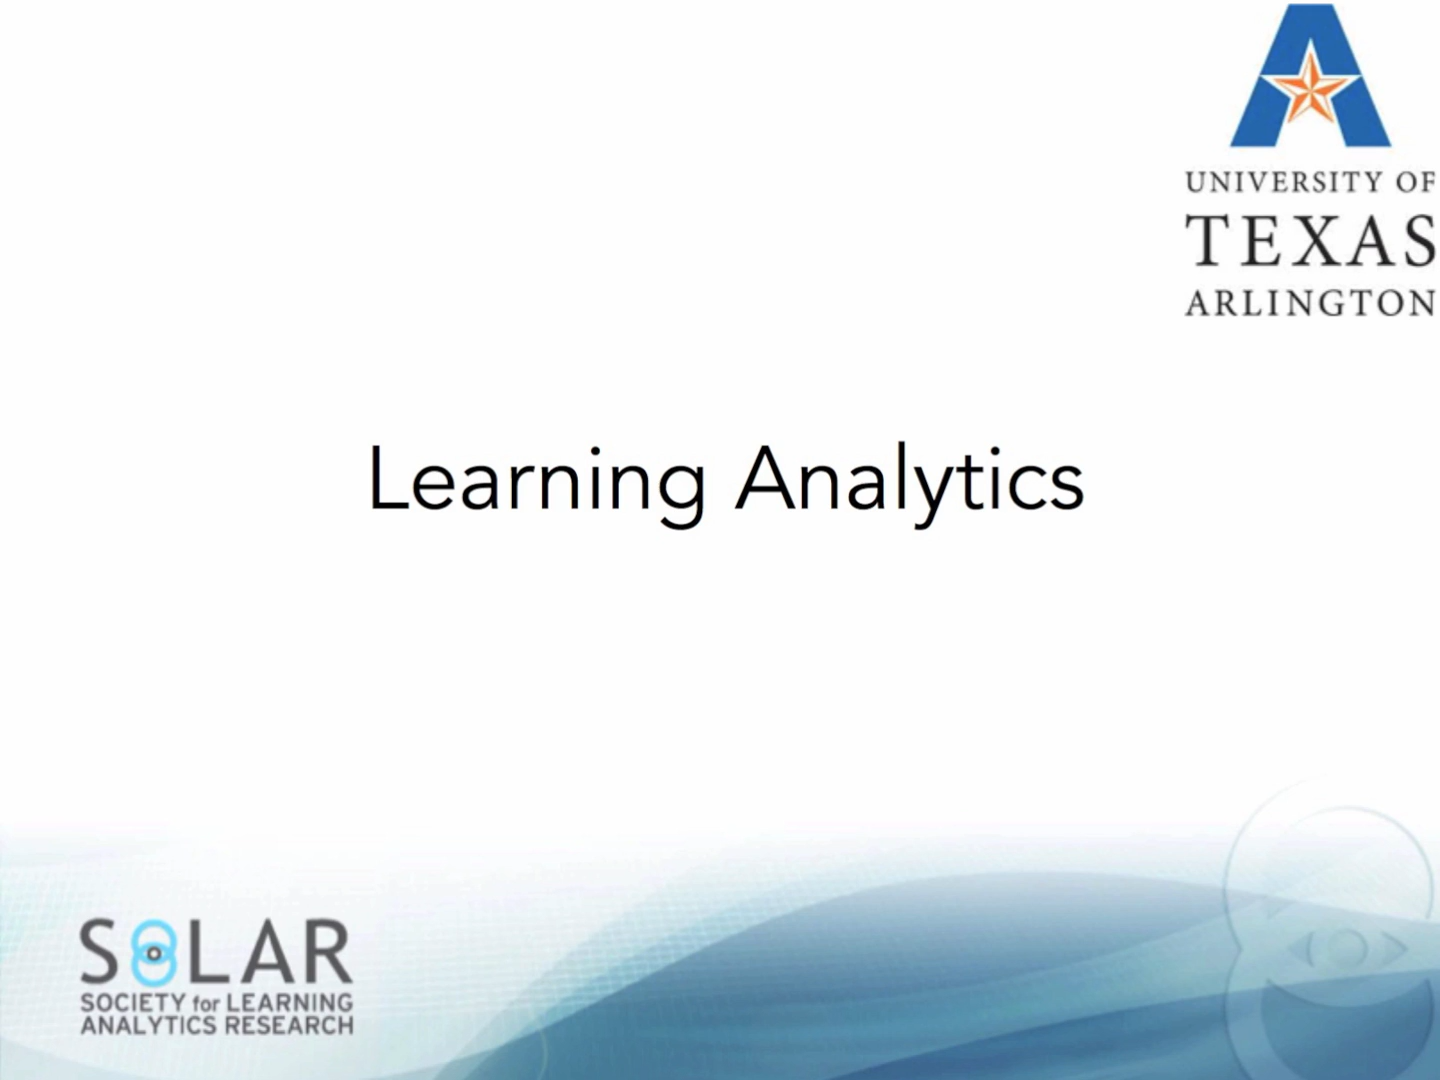 UNIVERSITY OF
TEXAS
ARLINGTON
Learning Analytics
SOLAR
SOCIETY for LEARNING
ANALYTICS RESEARCH